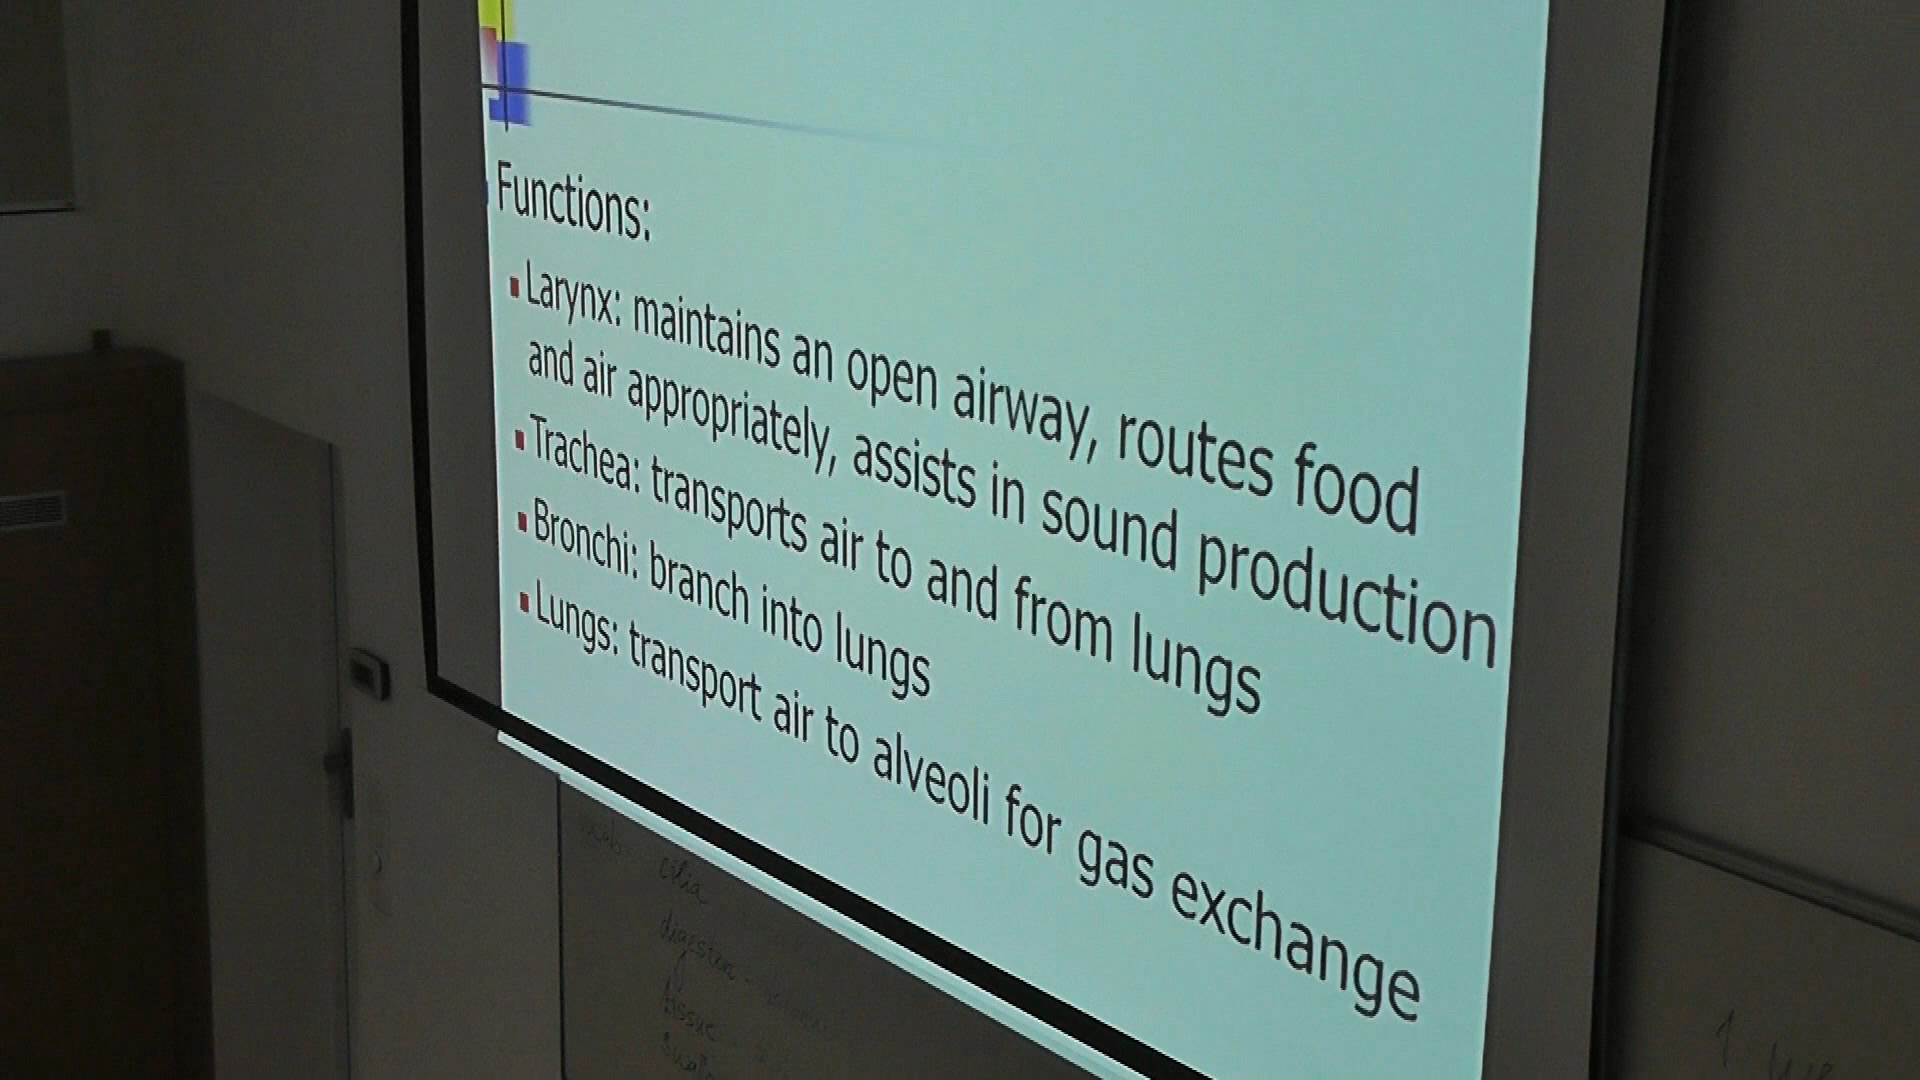 Functions:
Larynx: maintains an open airway, routes food
and air appropriately, assists in sound production
Trachea: transports air to and from lungs
Bronchi: branch into lungs
Lungs: transport air to alveoli for gas exchange
cilia
digestion -
tissue